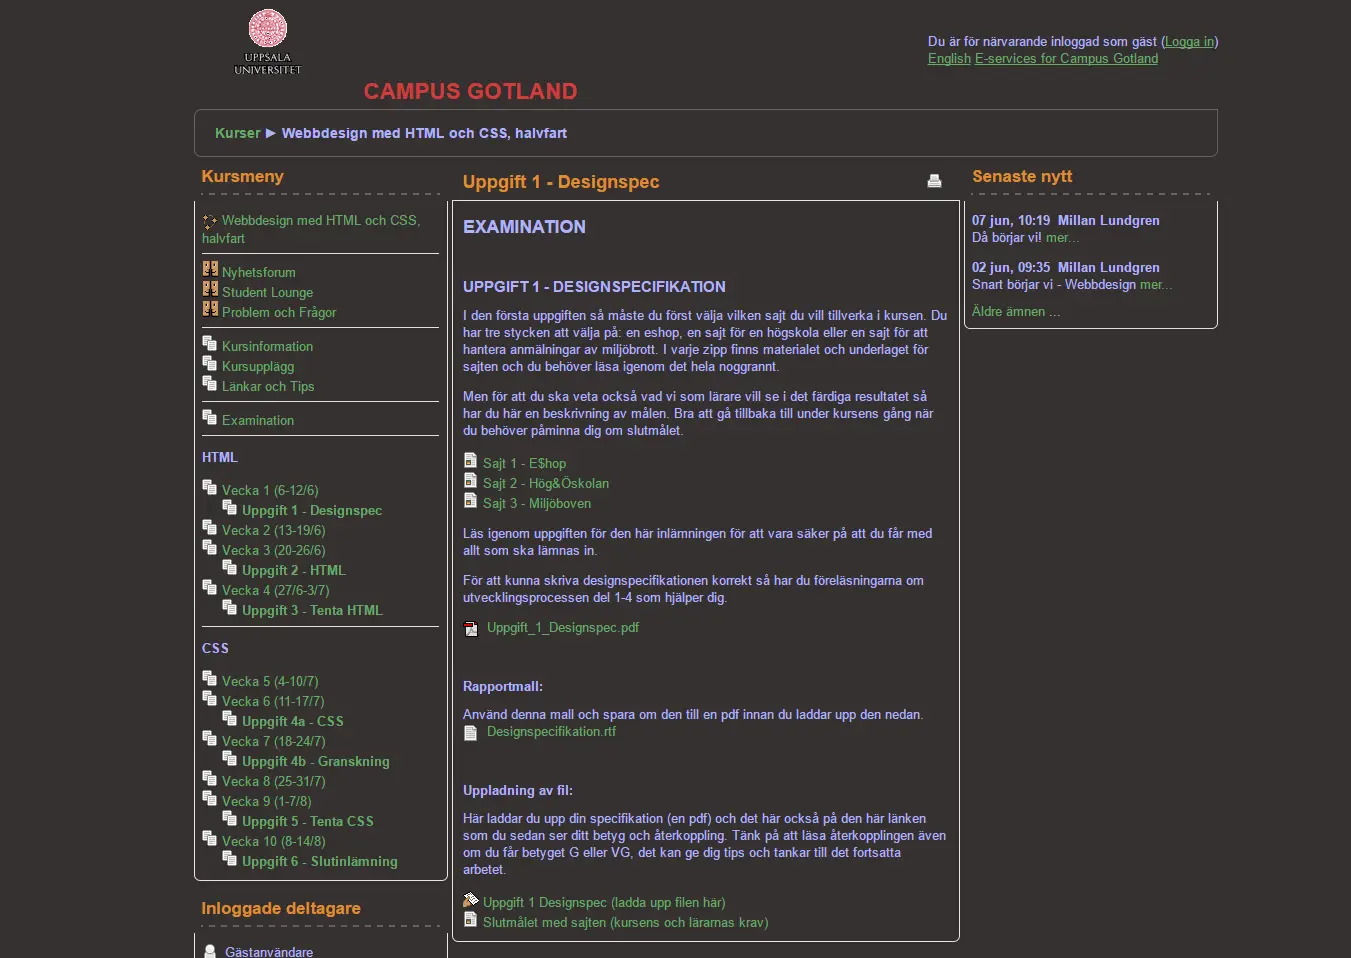 UPPSALA
UNIVERSITET
Du är för närvarande inloggad som gäst (Logga in)
English E-services for Campus Gotland
CAMPUS GOTLAND
Kurser ► Webbdesign med HTML och CSS, halvfart
Kursmeny
Webbdesign med HTML och CSS,
halvfart
Nyhetsforum
Student Lounge
Problem och Frågor
Kursinformation
Kursupplägg
Länkar och Tips
Examination
HTML
Vecka 1 (6-12/6)
Uppgift 1 - Designspec
Vecka 2 (13-19/6)
Vecka 3 (20-26/6)
Uppgift 2 - HTML
Vecka 4 (27/6-3/7)
Uppgift 3 - Tenta HTML
CSS
Vecka 5 (4-10/7)
Vecka 6 (11-17/7)
Uppgift 4a - CSS
Vecka 7 (18-24/7)
Uppgift 4b - Granskning
Vecka 8 (25-31/7)
Vecka 9 (1-7/8)
Uppgift 5 - Tenta CSS
Vecka 10 (8-14/8)
Uppgift 6 - Slutinlämning
Inloggade deltagare
Gästanvändare
Uppgift 1 - Designspec
EXAMINATION
UPPGIFT 1 - DESIGNSPECIFIKATION
I den första uppgiften så måste du först välja vilken sajt du vill tillverka i kursen. Du
har tre stycken att välja på: en eshop, en sajt för en högskola eller en sajt för att
hantera anmälningar av miljöbrott. I varje zipp finns materialet och underlaget för
sajten och du behöver läsa igenom det hela noggrannt.
Men för att du ska veta också vad vi som lärare vill se i det färdiga resultatet så
har du här en beskrivning av målen. Bra att gå tillbaka till under kursens gång när
du behöver påminna dig om slutmålet.
Sajt 1 - E$hop
Sajt 2 - Hög&Öskolan
Sajt 3 - Miljöboven
Läs igenom uppgiften för den här inlämningen för att vara säker på att du får med
allt som ska lämnas in.
För att kunna skriva designspecifikationen korrekt så har du föreläsningarna om
utvecklingsprocessen del 1-4 som hjälper dig.
Uppgift_1_Designspec.pdf
Rapportmall:
Använd denna mall och spara om den till en pdf innan du laddar upp den nedan.
Designspecifikation.rtf
Uppladning av fil:
Här laddar du upp din specifikation (en pdf) och det här också på den här länken
som du sedan ser ditt betyg och återkoppling. Tänk på att läsa återkopplingen även
om du får betyget G eller VG, det kan ge dig tips och tankar till det fortsatta
arbetet.
Uppgift 1 Designspec (ladda upp filen här)
Slutmålet med sajten (kursens och lärarnas krav)
Senaste nytt
07 jun, 10:19 Millan Lundgren
Då börjar vi! mer...
02 jun, 09:35 Millan Lundgren
Snart börjar vi - Webbdesign mer...
Äldre ämnen ...